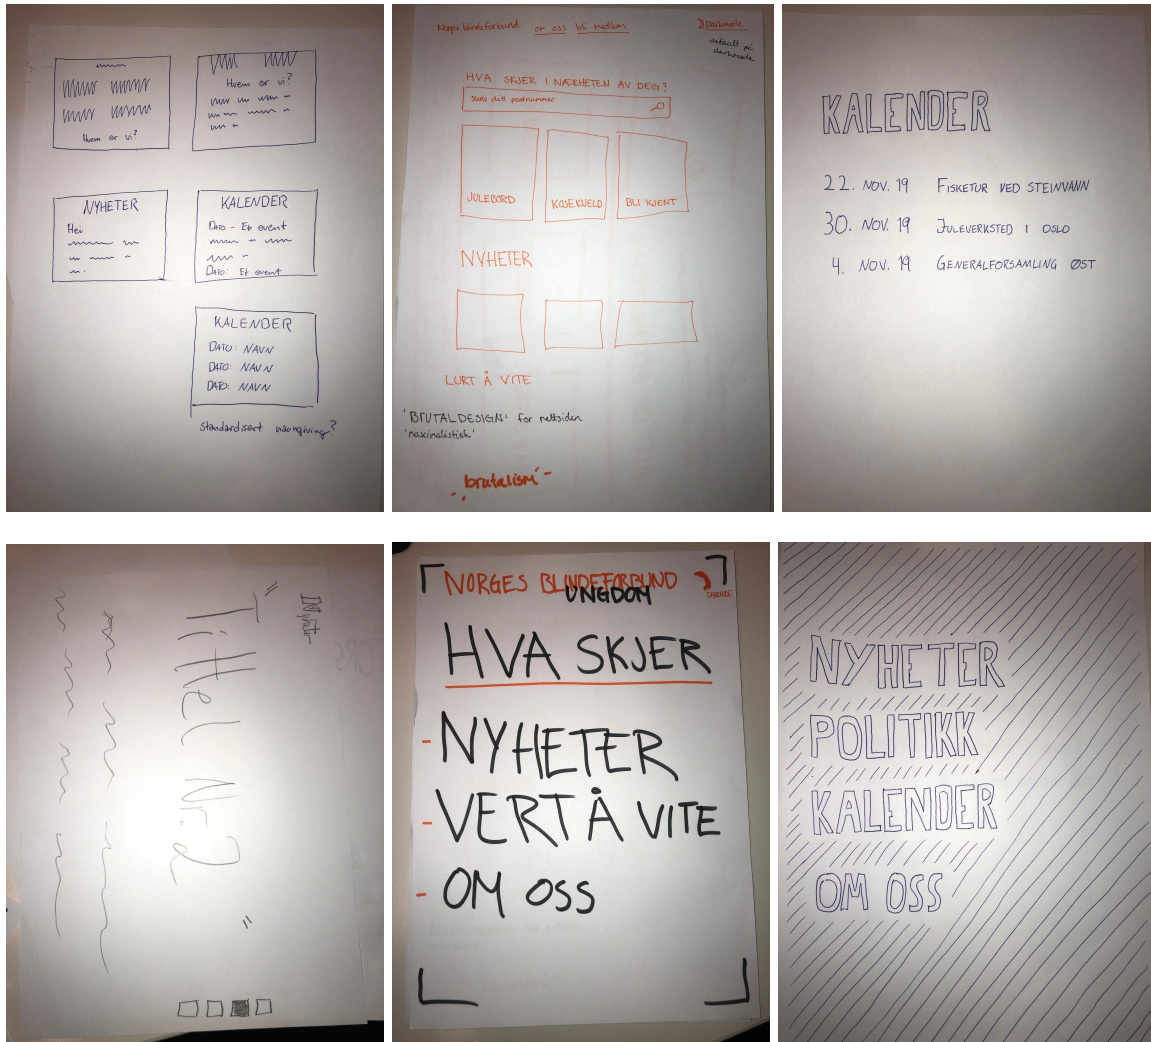 Hvem er vi?
Hvem er vi?
NYHETER
Hei
KALENDER
DATO - Et event
DATO: Et event
KALENDER
DATO: NAVN
DATO: NAVN
DATO: NAVN
Standardisert navngiving?
Norges blindeforbund om oss bli medlem Darkmode
default på
darkmode
HVA SKJER I NÆRHETEN AV DEG?
Skriv ditt postnummer
JULEBORD KOSEKVELD BLI KJENT
NYHETER
LURT Å VITE
'BRUTALDESIGN' for nettsiden
'maximalistisk'
"brutalism"
KALENDER
22. NOV. 19 FISKETUR VED STEINVANN
30. NOV. 19 JULEVERKSTED I OSLO
4. NOV. 19 GENERALFORSAMLING ØST
Nyheter
"Tittel Nr. 2"
NORGES BLINDEFORBUND
UNGDOM
HVA SKJER
- NYHETER
- VERT Å VITE
- OM OSS
NYHETER
POLITIKK
KALENDER
OM OSS